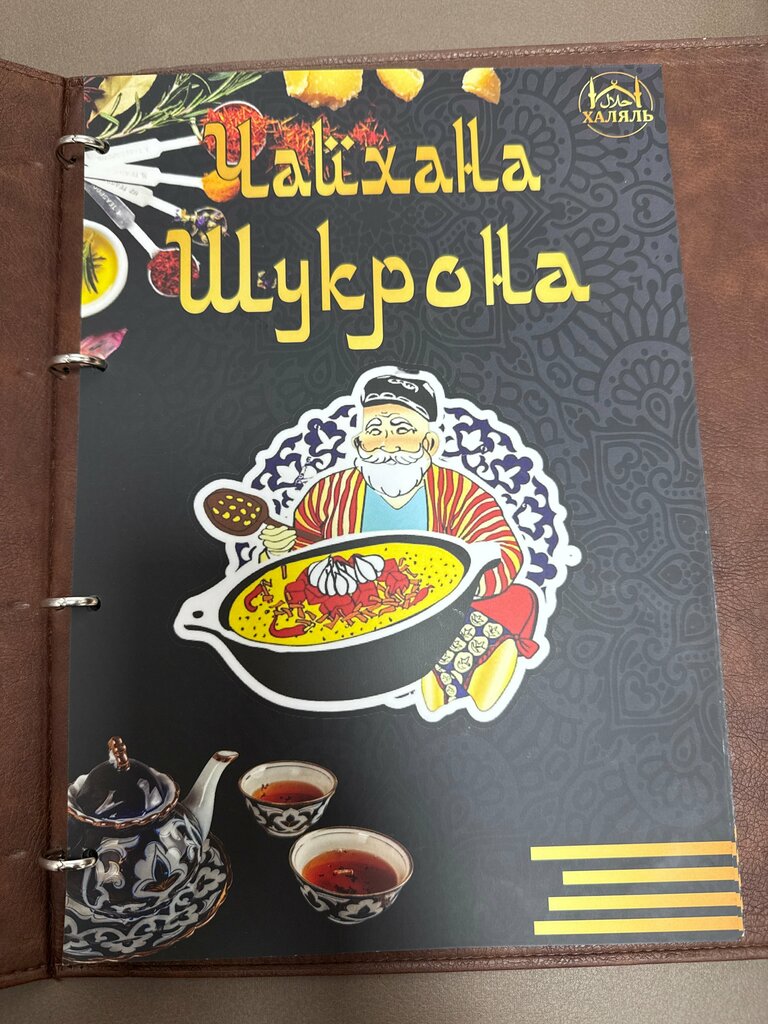 Чайхана
Шукрона
حلال
ХАЛЯЛЬ